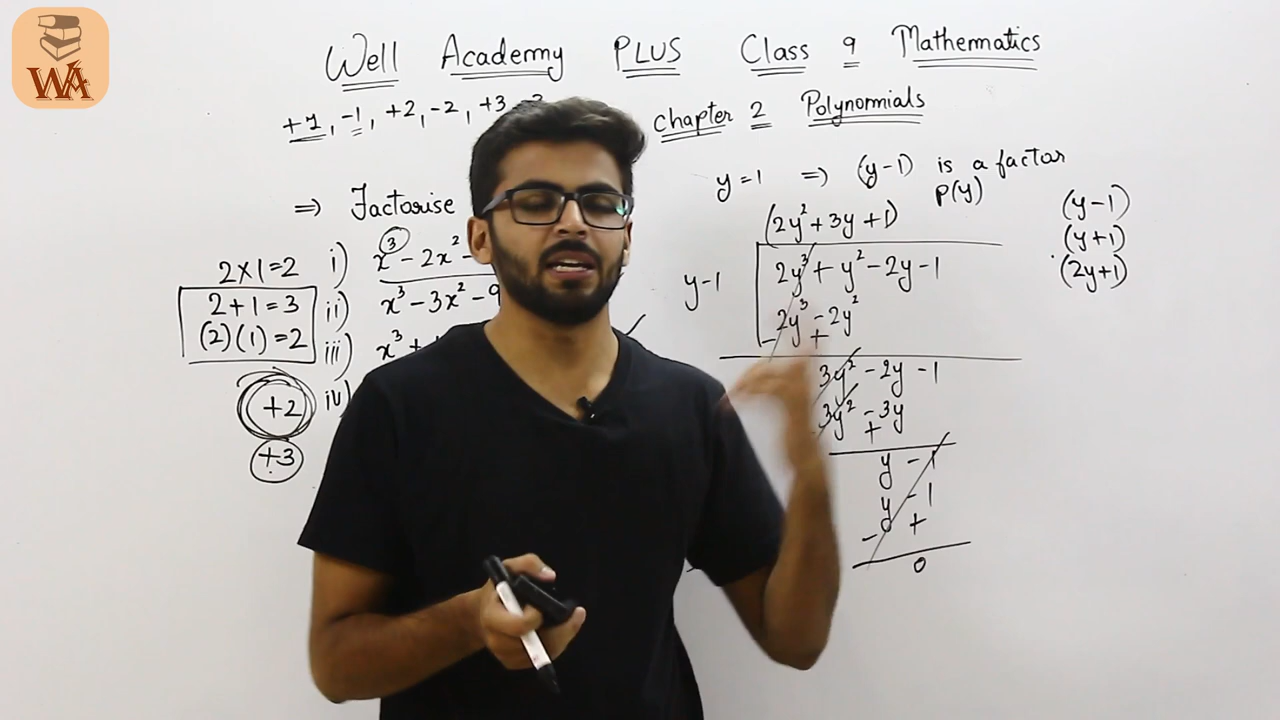 WA
Well Academy PLUS Class 9 Mathematics
+1, -1, +2, -2, +3
Chapter 2 Polynomials
⇒ Factorise
2×1=2
2+1=3
(2)(1)=2
+2
+3
i) x³ - 2x² -
ii) x³ - 3x² - 9
iii) x³ +
iv)
y=1 ⇒ (y-1) is a factor
P(y)
(2y² + 3y + 1)
y-1 2y³ + y² - 2y - 1
2y³ - 2y²
- +
3y² - 2y - 1
3y² - 3y
+
y - 1
y - 1
- +
0
(y-1)
(y+1)
(2y+1)